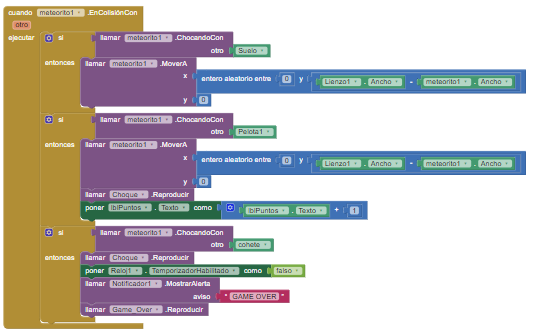 cuando meteorito1 .EnColisiónCon
otro
ejecutar si llamar meteorito1 .ChocandoCon
otro Suelo
entonces llamar meteorito1 .MoverA
x entero aleatorio entre 0 y Lienzo1 . Ancho - meteorito1 . Ancho
y 0
si llamar meteorito1 .ChocandoCon
otro Pelota1
entonces llamar meteorito1 .MoverA
x entero aleatorio entre 0 y Lienzo1 . Ancho - meteorito1 . Ancho
y 0
llamar Choque .Reproducir
poner lblPuntos . Texto como lblPuntos . Texto + 1
si llamar meteorito1 .ChocandoCon
otro cohete
entonces llamar Choque .Reproducir
poner Reloj1 . TemporizadorHabilitado como falso
llamar Notificador1 .MostrarAlerta
aviso " GAME OVER "
llamar Game_Over .Reproducir